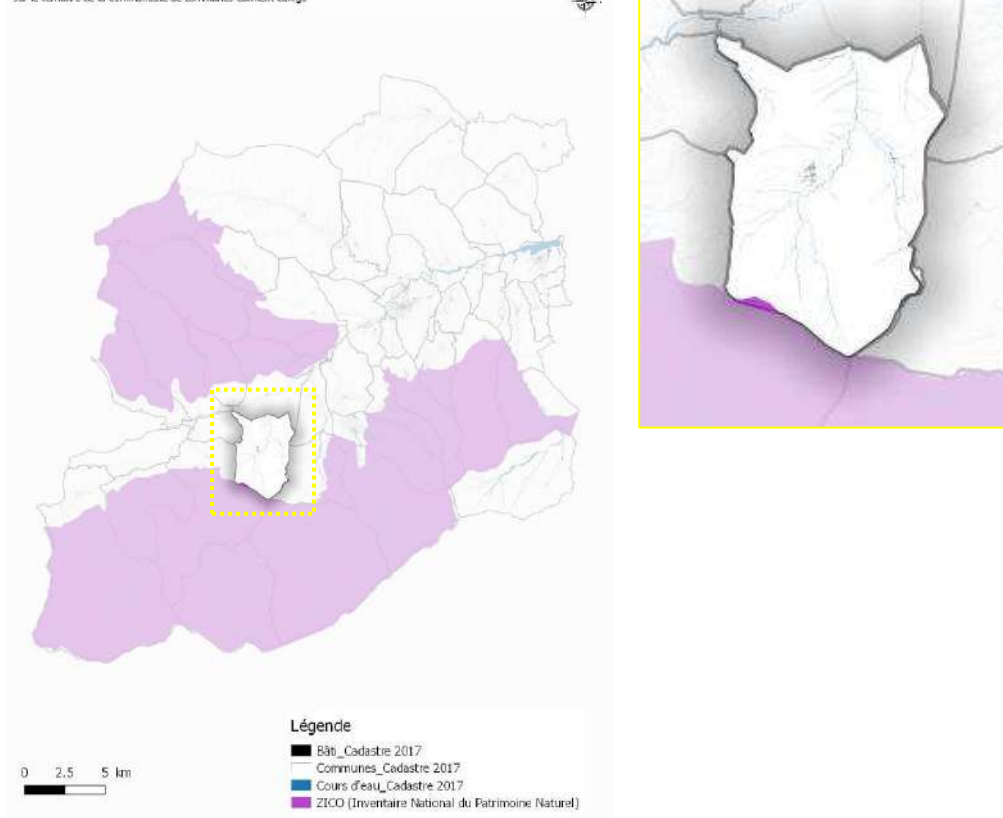 Légende
Bâti_Cadastre 2017
Communes_Cadastre 2017
Cours d'eau_Cadastre 2017
ZICO (Inventaire National du Patrimoine Naturel)
0 2.5 5 km